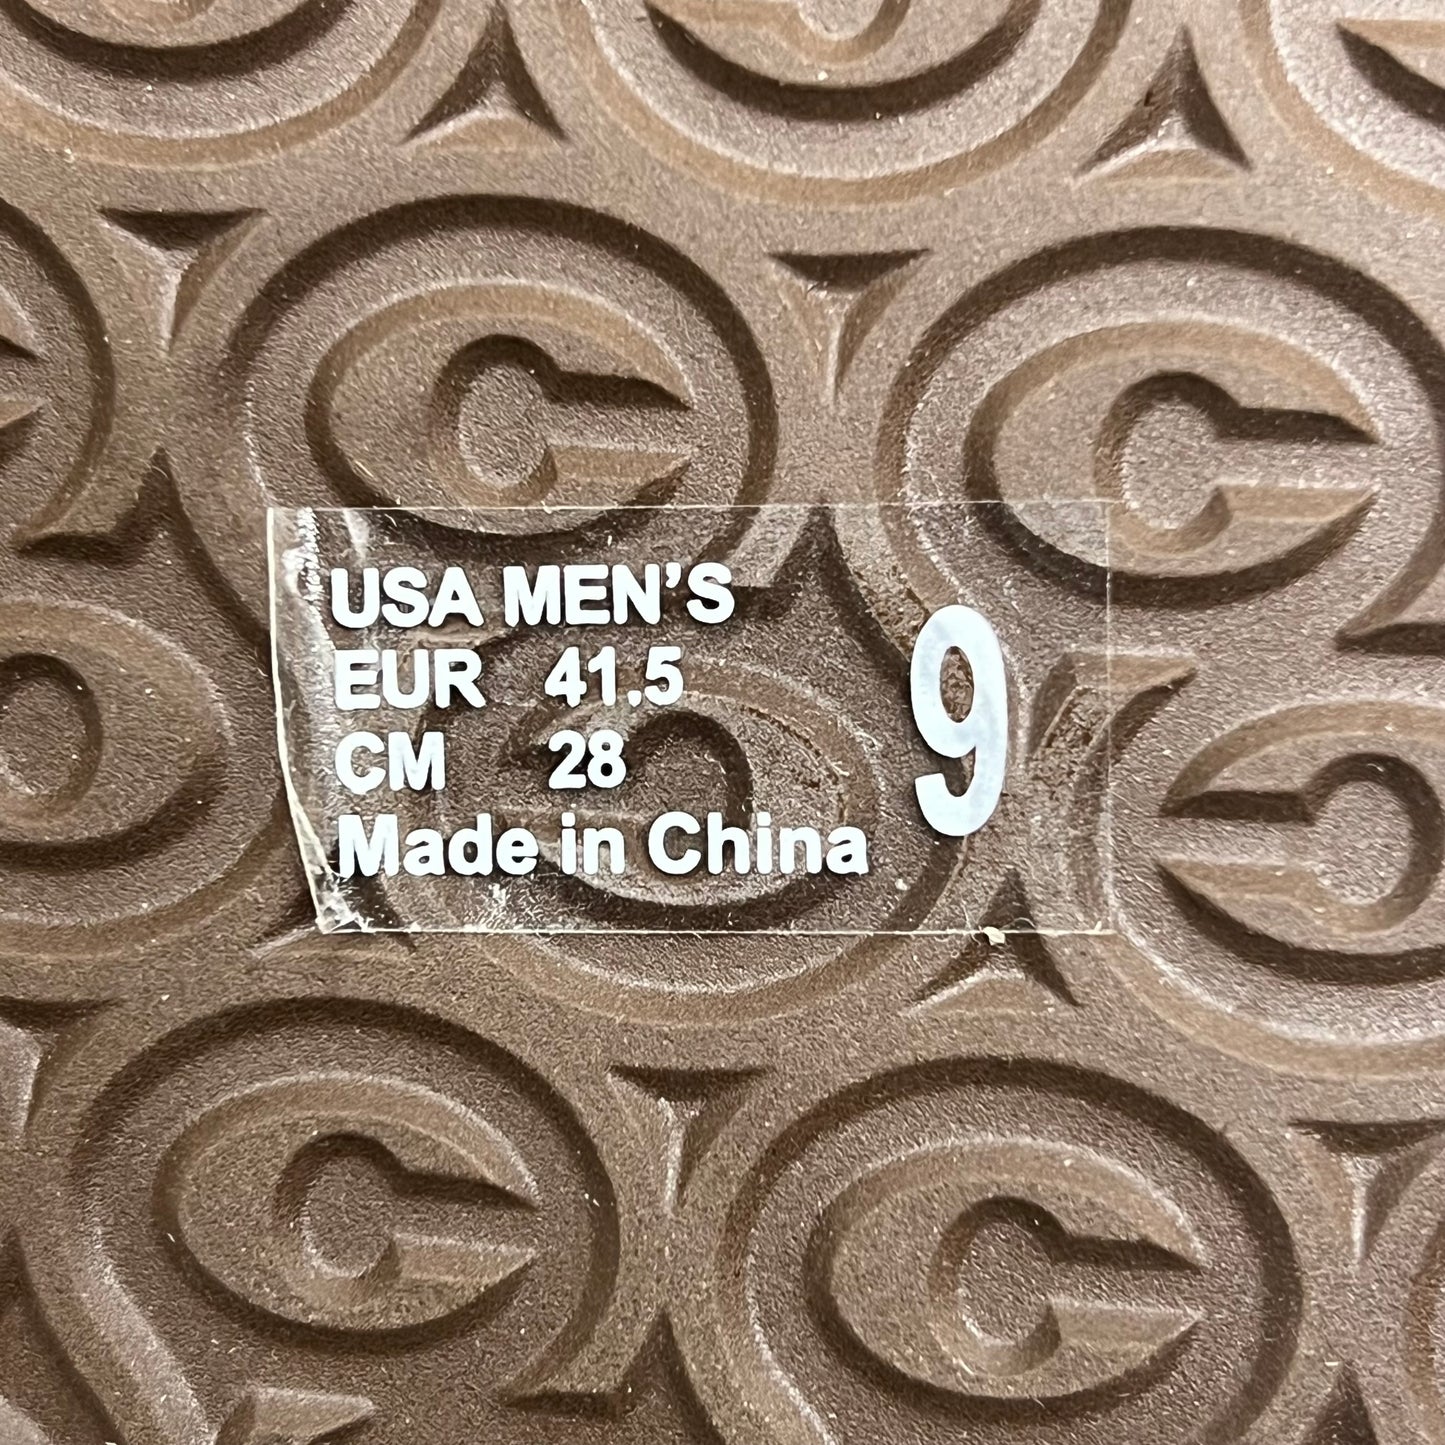 USA MEN'S
EUR 41.5
CM 28
Made in China
9